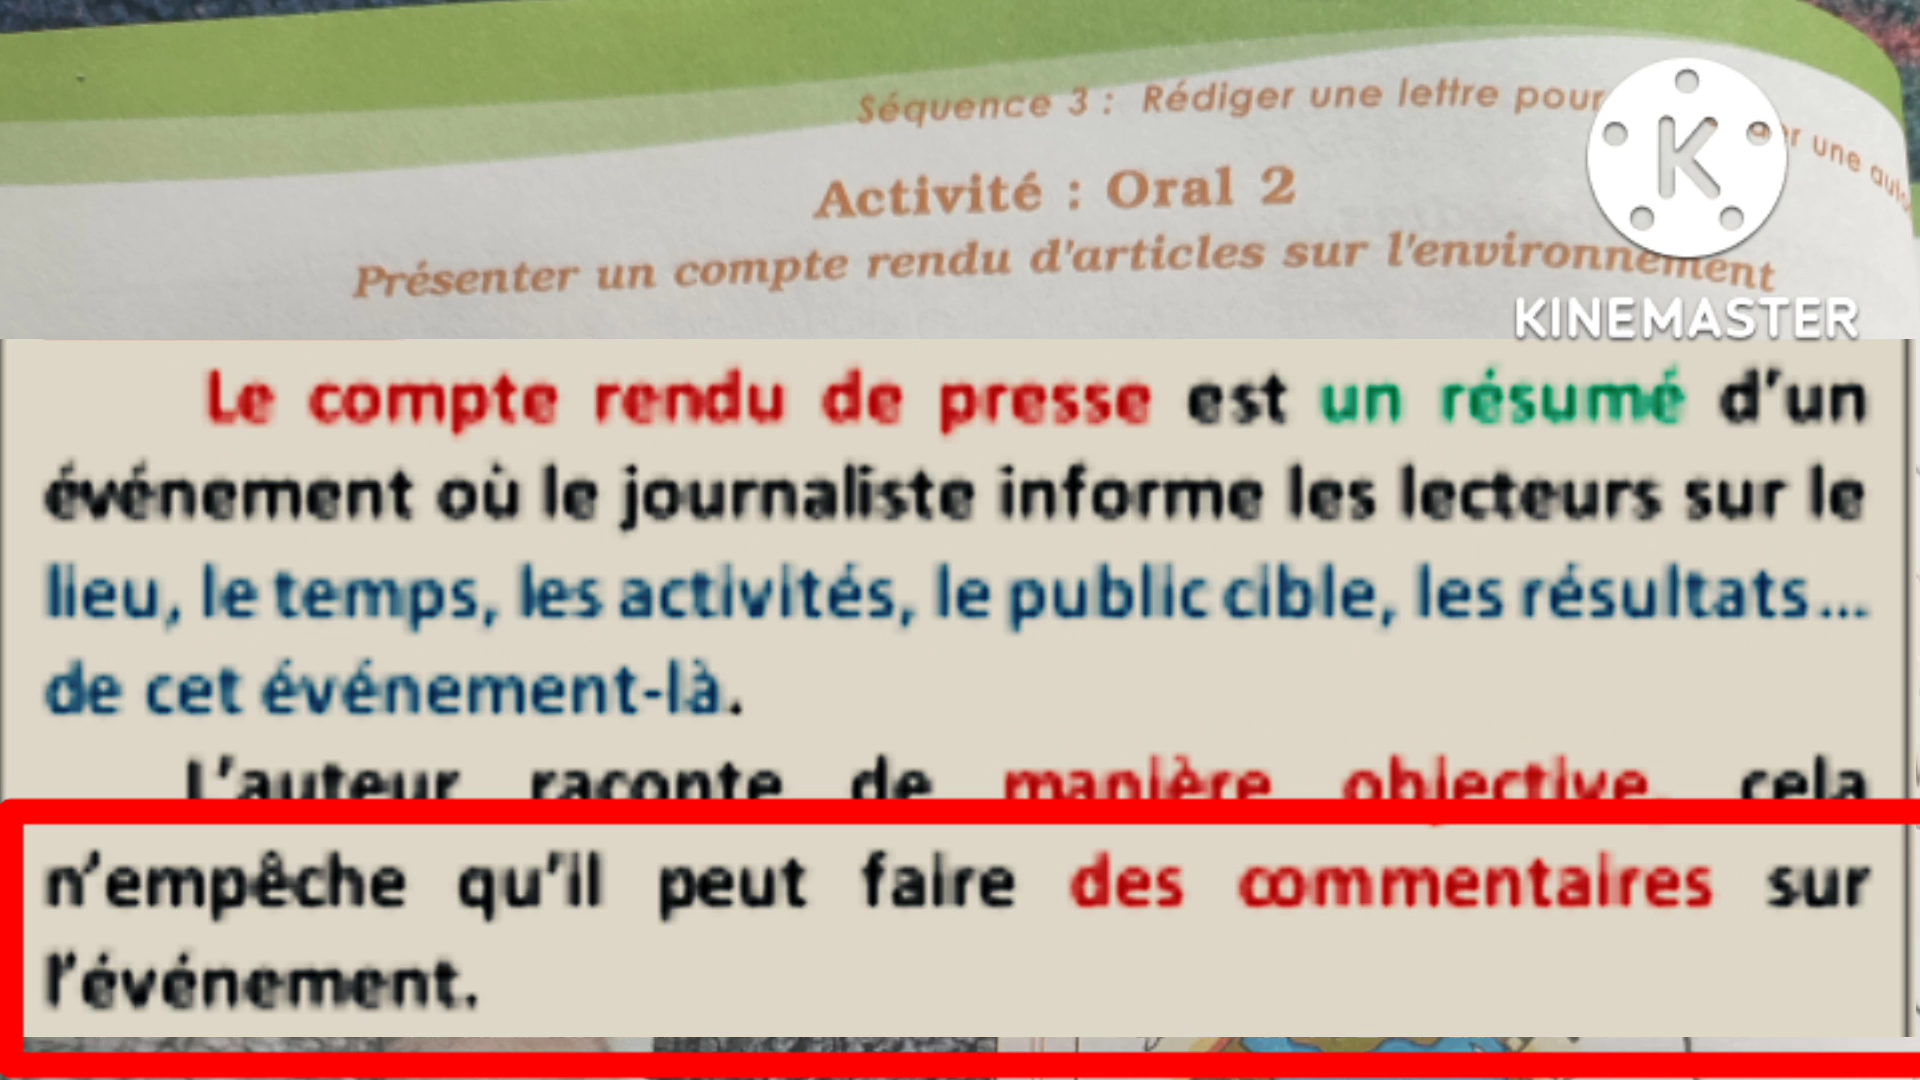 Séquence 3 : Rédiger une lettre pour er une
Activité : Oral 2
Présenter un compte rendu d'articles sur l'environnement
KINEMASTER
Le compte rendu de presse est un résumé d'un
événement où le journaliste informe les lecteurs sur le
lieu, le temps, les activités, le public cible, les résultats...
de cet événement-là.
L'auteur raconte de manière objective, cela
n'empêche qu'il peut faire des commentaires sur
l'événement.